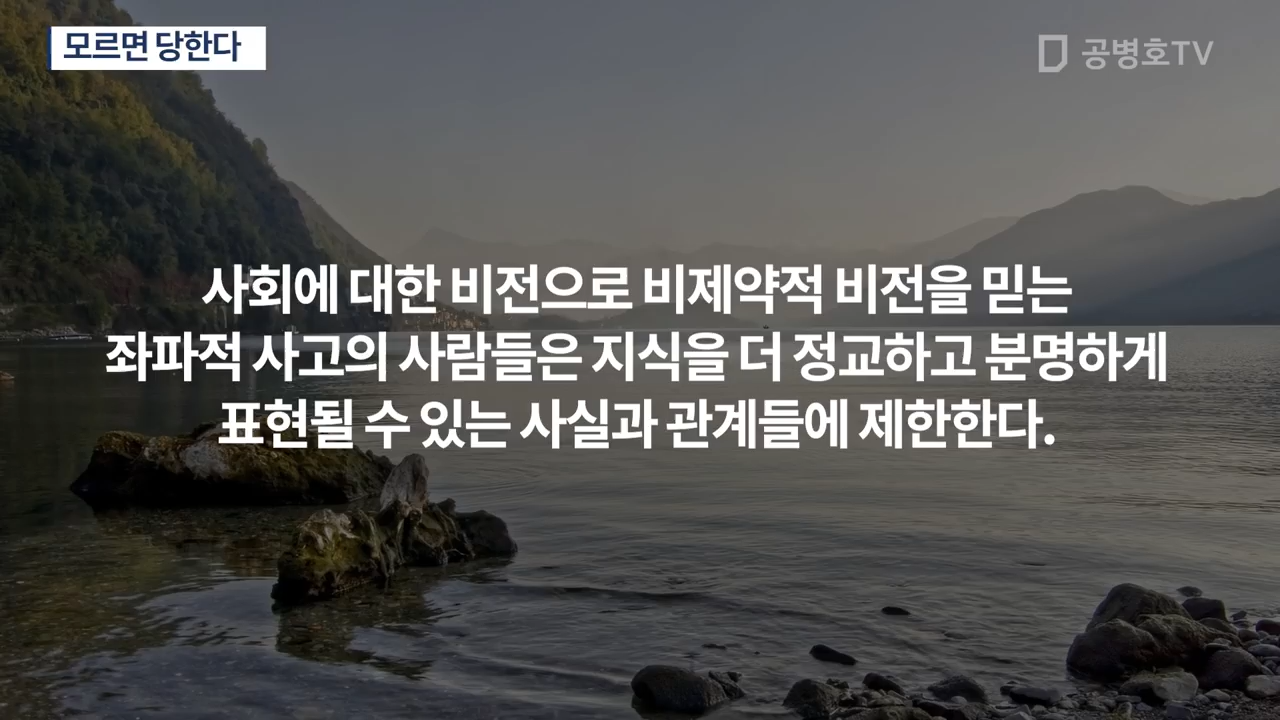 모르면 당한다
공병호TV
사회에 대한 비전으로 비제약적 비전을 믿는
좌파적 사고의 사람들은 지식을 더 정교하고 분명하게
표현될 수 있는 사실과 관계들에 제한한다.